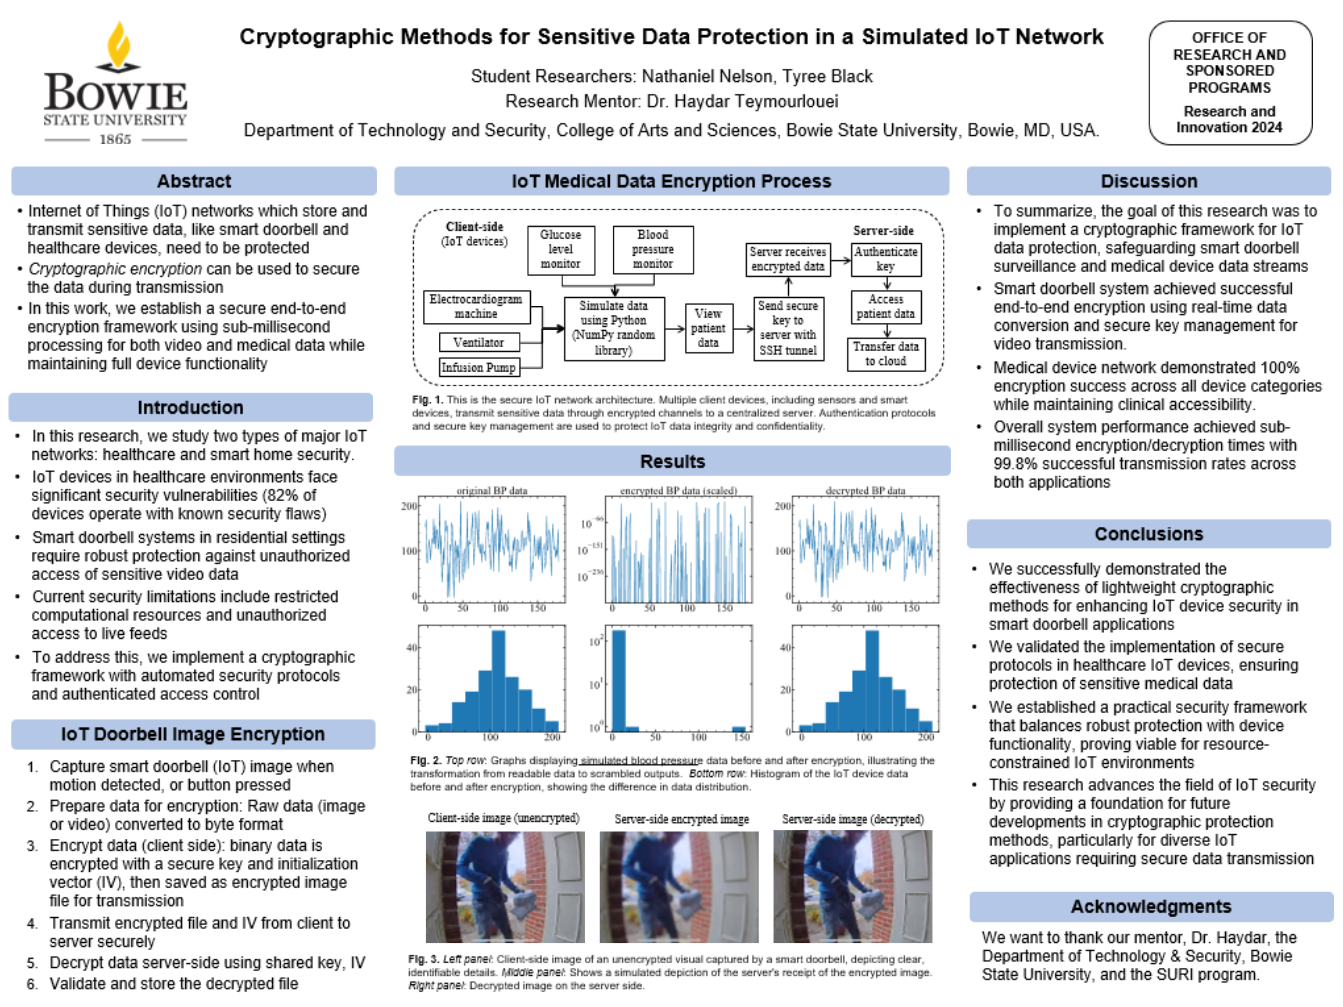 BOWIE
STATE UNIVERSITY
1865
Cryptographic Methods for Sensitive Data Protection in a Simulated IoT Network
Student Researchers: Nathaniel Nelson, Tyree Black
Research Mentor: Dr. Haydar Teymourlouei
Department of Technology and Security, College of Arts and Sciences, Bowie State University, Bowie, MD, USA.
OFFICE OF
RESEARCH AND
SPONSORED
PROGRAMS
Research and
Innovation 2024
Abstract
• Internet of Things (IoT) networks which store and
transmit sensitive data, like smart doorbell and
healthcare devices, need to be protected
• Cryptographic encryption can be used to secure
the data during transmission
• In this work, we establish a secure end-to-end
encryption framework using sub-millisecond
processing for both video and medical data while
maintaining full device functionality
Introduction
• In this research, we study two types of major IoT
networks: healthcare and smart home security.
• IoT devices in healthcare environments face
significant security vulnerabilities (82% of
devices operate with known security flaws)
• Smart doorbell systems in residential settings
require robust protection against unauthorized
access of sensitive video data
• Current security limitations include restricted
computational resources and unauthorized
access to live feeds
• To address this, we implement a cryptographic
framework with automated security protocols
and authenticated access control
IoT Doorbell Image Encryption
1. Capture smart doorbell (IoT) image when
motion detected, or button pressed
2. Prepare data for encryption: Raw data (image
or video) converted to byte format
3. Encrypt data (client side): binary data is
encrypted with a secure key and initialization
vector (IV), then saved as encrypted image
file for transmission
4. Transmit encrypted file and IV from client to
server securely
5. Decrypt data server-side using shared key, IV
6. Validate and store the decrypted file
IoT Medical Data Encryption Process
Client-side
(IoT devices)
Glucose
level
monitor
Blood
pressure
monitor
Electrocardiogram
machine
Ventilator
Infusion Pump
Simulate data
using Python
(NumPy random
library)
View
patient
data
Send secure
key to
server with
SSH tunnel
Server receives
encrypted data
Server-side
Authenticate
key
Access
patient data
Transfer data
to cloud
Fig. 1. This is the secure IoT network architecture. Multiple client devices, including sensors and smart
devices, transmit sensitive data through encrypted channels to a centralized server. Authentication protocols
and secure key management are used to protect IoT data integrity and confidentiality.
Results
original BP data
200
100
0
0 50 100 150
encrypted BP data (scaled)
10⁻⁶⁶
10⁻¹⁵¹
10⁻²³⁶
0 50 100 150
decrypted BP data
200
100
0
0 50 100 150
40
20
0
0 100 200
10²
10¹
10⁰
0 50 100 150
40
20
0
0 100 200
Fig. 2. Top row: Graphs displaying simulated blood pressure data before and after encryption, illustrating the
transformation from readable data to scrambled outputs. Bottom row: Histogram of the IoT device data
before and after encryption, showing the difference in data distribution.
Client-side image (unencrypted)
Server-side encrypted image
Server-side image (decrypted)
Fig. 3. Left panel: Client-side image of an unencrypted visual captured by a smart doorbell, depicting clear,
identifiable details. Middle panel: Shows a simulated depiction of the server's receipt of the encrypted image.
Right panel: Decrypted image on the server side.
Discussion
• To summarize, the goal of this research was to
implement a cryptographic framework for IoT
data protection, safeguarding smart doorbell
surveillance and medical device data streams
• Smart doorbell system achieved successful
end-to-end encryption using real-time data
conversion and secure key management for
video transmission.
• Medical device network demonstrated 100%
encryption success across all device categories
while maintaining clinical accessibility.
• Overall system performance achieved sub-
millisecond encryption/decryption times with
99.8% successful transmission rates across
both applications
Conclusions
• We successfully demonstrated the
effectiveness of lightweight cryptographic
methods for enhancing IoT device security in
smart doorbell applications
• We validated the implementation of secure
protocols in healthcare IoT devices, ensuring
protection of sensitive medical data
• We established a practical security framework
that balances robust protection with device
functionality, proving viable for resource-
constrained IoT environments
• This research advances the field of IoT security
by providing a foundation for future
developments in cryptographic protection
methods, particularly for diverse IoT
applications requiring secure data transmission
Acknowledgments
We want to thank our mentor, Dr. Haydar, the
Department of Technology & Security, Bowie
State University, and the SURI program.